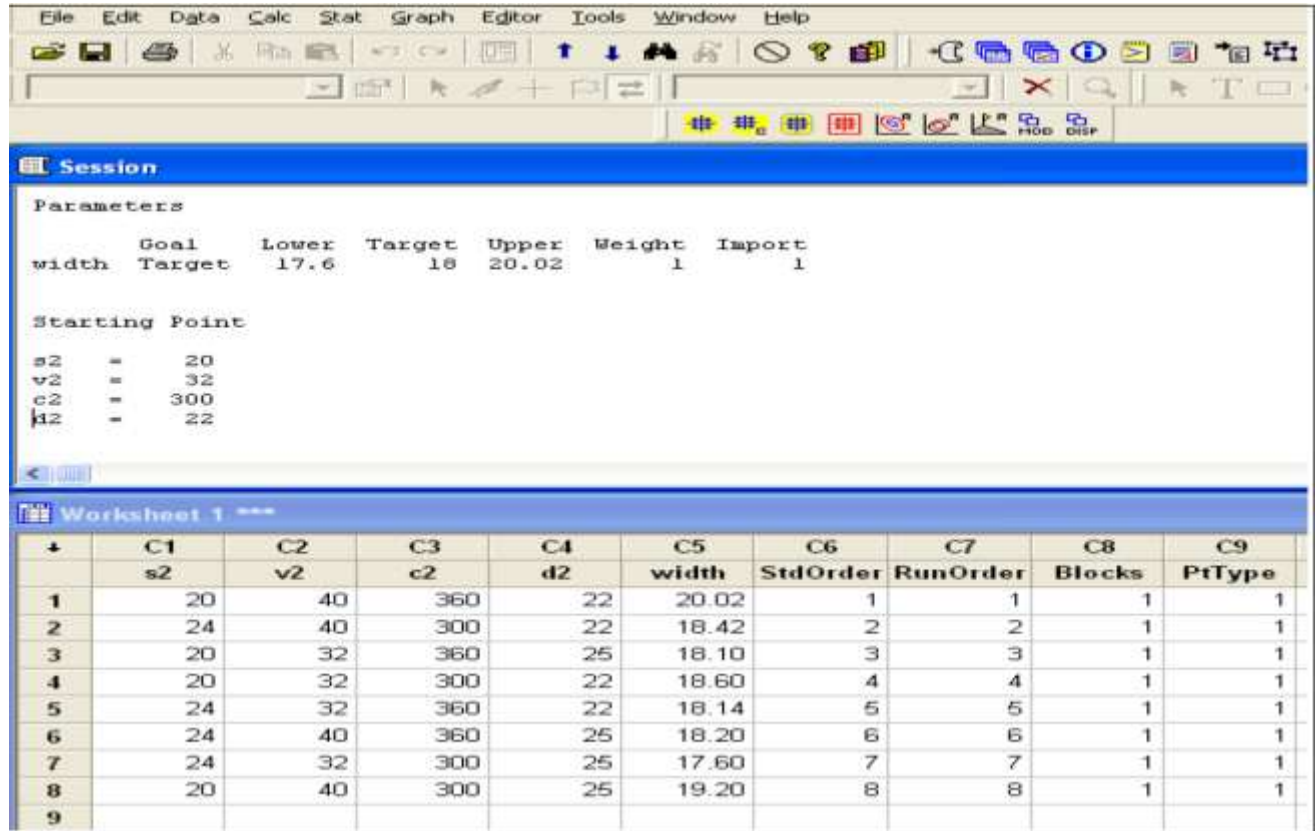 File Edit Data Calc Stat Graph Editor Tools Window Help
MOD DISP
Session
Parameters
Goal Lower Target Upper Weight Import
width Target 17.6 18 20.02 1 1
Starting Point
s2 = 20
v2 = 32
c2 = 300
d2 = 22
Worksheet 1 ***
C1 C2 C3 C4 C5 C6 C7 C8 C9
s2 v2 c2 d2 width StdOrder RunOrder Blocks PtType
1 20 40 360 22 20.02 1 1 1 1
2 24 40 300 22 18.42 2 2 1 1
3 20 32 360 25 18.10 3 3 1 1
4 20 32 300 22 18.60 4 4 1 1
5 24 32 360 22 18.14 5 5 1 1
6 24 40 360 25 18.20 6 6 1 1
7 24 32 300 25 17.60 7 7 1 1
8 20 40 300 25 19.20 8 8 1 1
9